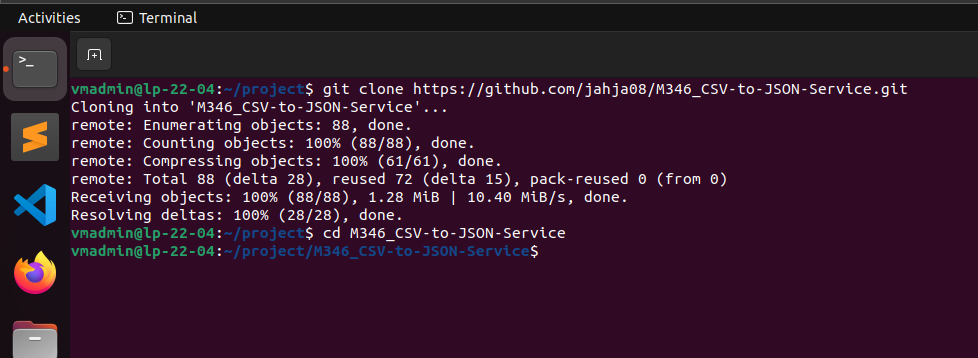 Activities
Terminal
vmadmin@lp-22-04:~/project$ git clone https://github.com/jahja08/M346_CSV-to-JSON-Service.git
Cloning into 'M346_CSV-to-JSON-Service'...
remote: Enumerating objects: 88, done.
remote: Counting objects: 100% (88/88), done.
remote: Compressing objects: 100% (61/61), done.
remote: Total 88 (delta 28), reused 72 (delta 15), pack-reused 0 (from 0)
Receiving objects: 100% (88/88), 1.28 MiB | 10.40 MiB/s, done.
Resolving deltas: 100% (28/28), done.
vmadmin@lp-22-04:~/project$ cd M346_CSV-to-JSON-Service
vmadmin@lp-22-04:~/project/M346_CSV-to-JSON-Service$